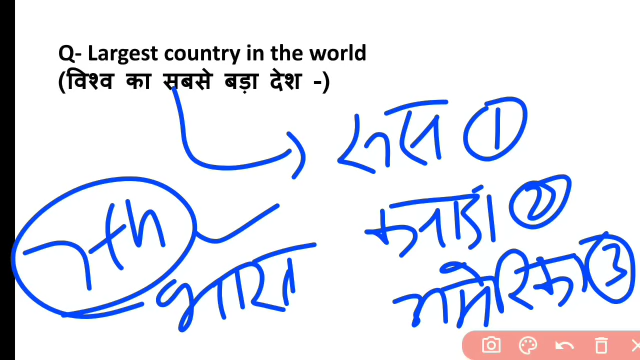 Q- Largest country in the world
(विश्व का सबसे बड़ा देश -)
रूस 1
कनाडा 2
अमेरिका 3
7th
भारत